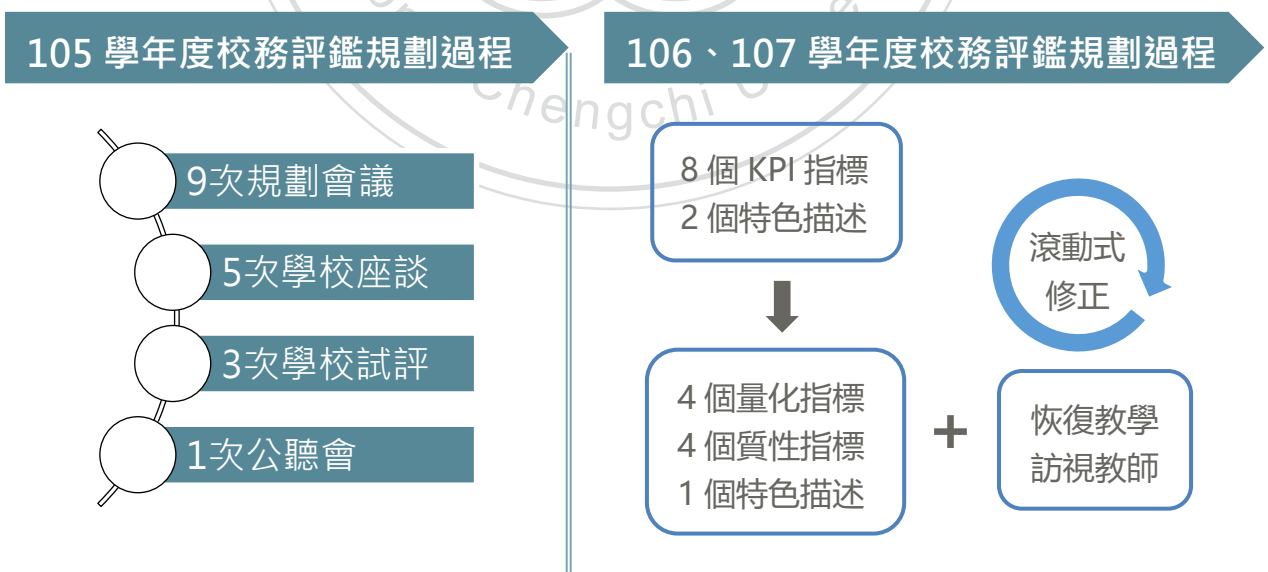 105 學年度校務評鑑規劃過程
9次規劃會議
5次學校座談
3次學校試評
1次公聽會
106、107 學年度校務評鑑規劃過程
8 個 KPI 指標
2 個特色描述
滾動式
修正
4 個量化指標
4 個質性指標
1 個特色描述
+
恢復教學
訪視教師
Chengchi U